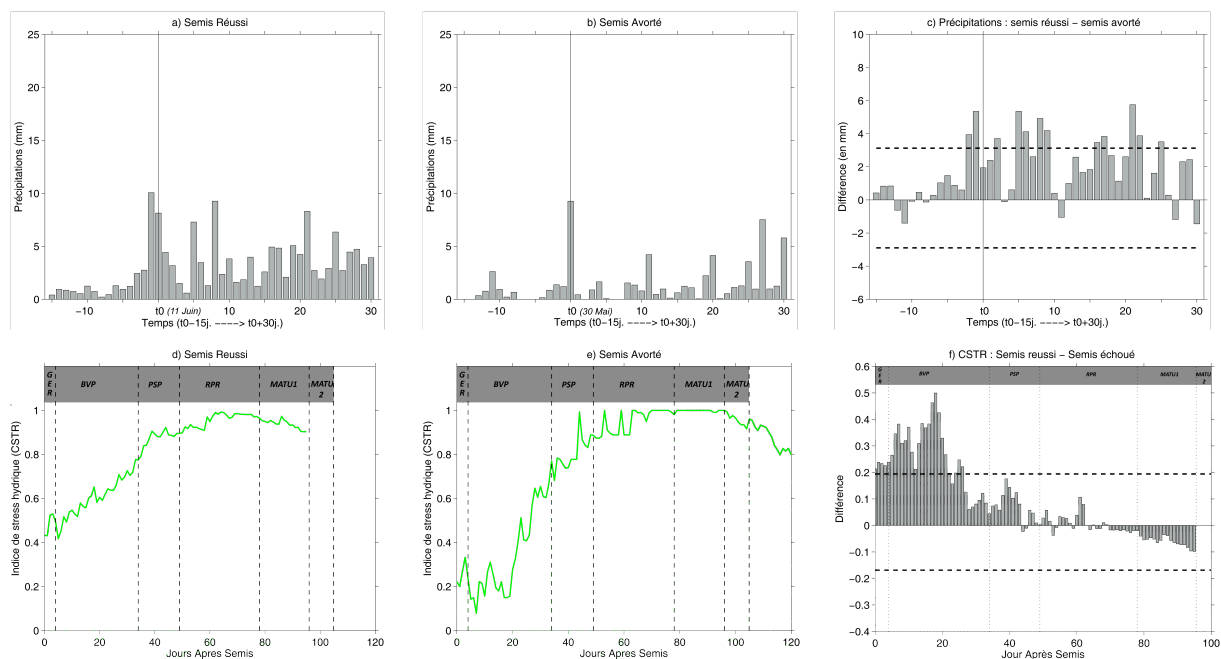 a) Semis Réussi
25
20
15
10
5
0
Précipitations (mm)
−10
t0 (11 Juin)
10
20
30
Temps (t0−15j. −−−−> t0+30j.)
b) Semis Avorté
25
20
15
10
5
0
Précipitations (mm)
−10
t0 (30 Mai)
10
20
30
Temps (t0−15j. −−−−> t0+30j.)
c) Précipitations : semis réussi − semis avorté
10
8
6
4
2
0
−2
−4
−6
Différence (en mm)
−10
t0
10
20
30
Temps (t0−15j. −−−−> t0+30j.)
d) Semis Reussi
GER
BVP
PSP
RPR
MATU1
MATU
2
1
0.8
0.6
0.4
0.2
0
Indice de stress hydrique (CSTR)
0
20
40
60
80
100
120
Jours Apres Semis
e) Semis Avorté
GER
BVP
PSP
RPR
MATU1
MATU
2
1
0.8
0.6
0.4
0.2
0
Indice de stress hydrique (CSTR)
0
20
40
60
80
100
120
Jours Apres Semis
f) CSTR : Semis reussi − Semis échoué
GER
BVP
PSP
RPR
MATU1
MATU
2
0.6
0.5
0.4
0.3
0.2
0.1
0
−0.1
−0.2
−0.3
−0.4
Différence
0
20
40
60
80
100
Jour Après Semis